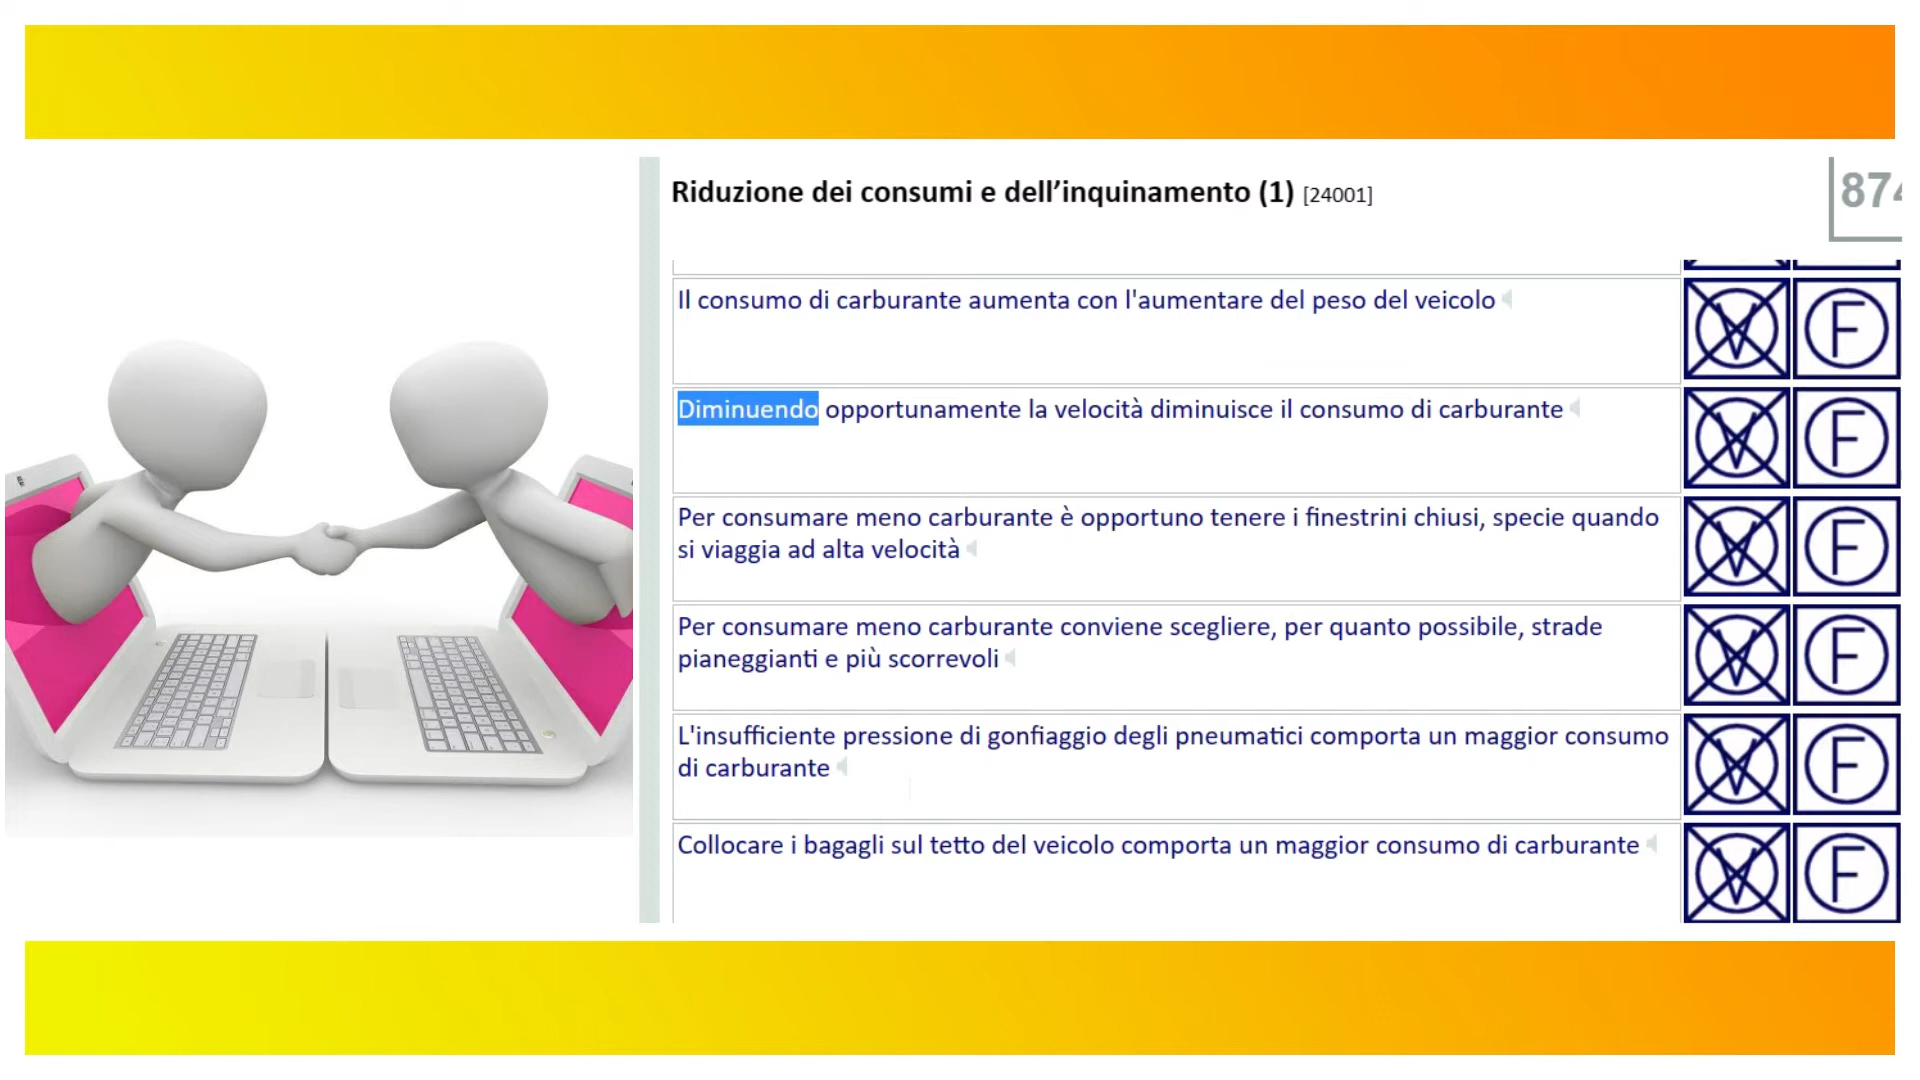 Riduzione dei consumi e dell’inquinamento (1) [24001]
874
Il consumo di carburante aumenta con l'aumentare del peso del veicolo
V F
Diminuendo opportunamente la velocità diminuisce il consumo di carburante
V F
Per consumare meno carburante è opportuno tenere i finestrini chiusi, specie quando
si viaggia ad alta velocità
V F
Per consumare meno carburante conviene scegliere, per quanto possibile, strade
pianeggianti e più scorrevoli
V F
L'insufficiente pressione di gonfiaggio degli pneumatici comporta un maggior consumo
di carburante
V F
Collocare i bagagli sul tetto del veicolo comporta un maggior consumo di carburante
V F